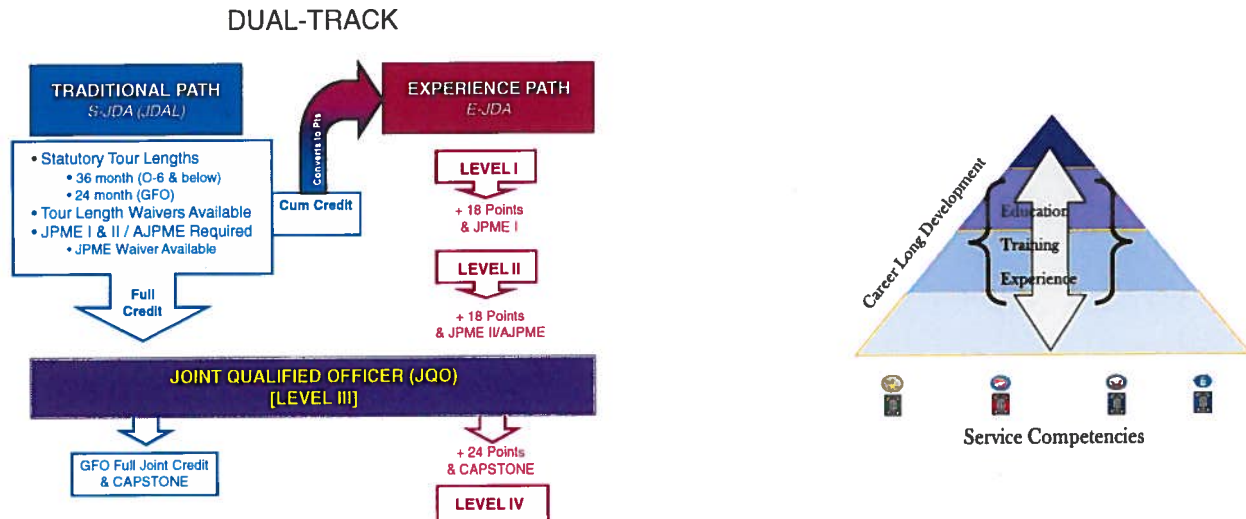 DUAL-TRACK
TRADITIONAL PATH
S-JDA (JDAL)
• Statutory Tour Lengths
• 36 month (O-6 & below)
• 24 month (GFO)
• Tour Length Waivers Available
• JPME I & II / AJPME Required
• JPME Waiver Available
Full
Credit
Cum Credit
Converts to Pts
EXPERIENCE PATH
E-JDA
LEVEL I
+ 18 Points
& JPME I
LEVEL II
+ 18 Points
& JPME II/AJPME
JOINT QUALIFIED OFFICER (JQO)
[LEVEL III]
GFO Full Joint Credit
& CAPSTONE
+ 24 Points
& CAPSTONE
LEVEL IV
Career Long Development
Education
Training
Experience
Service Competencies